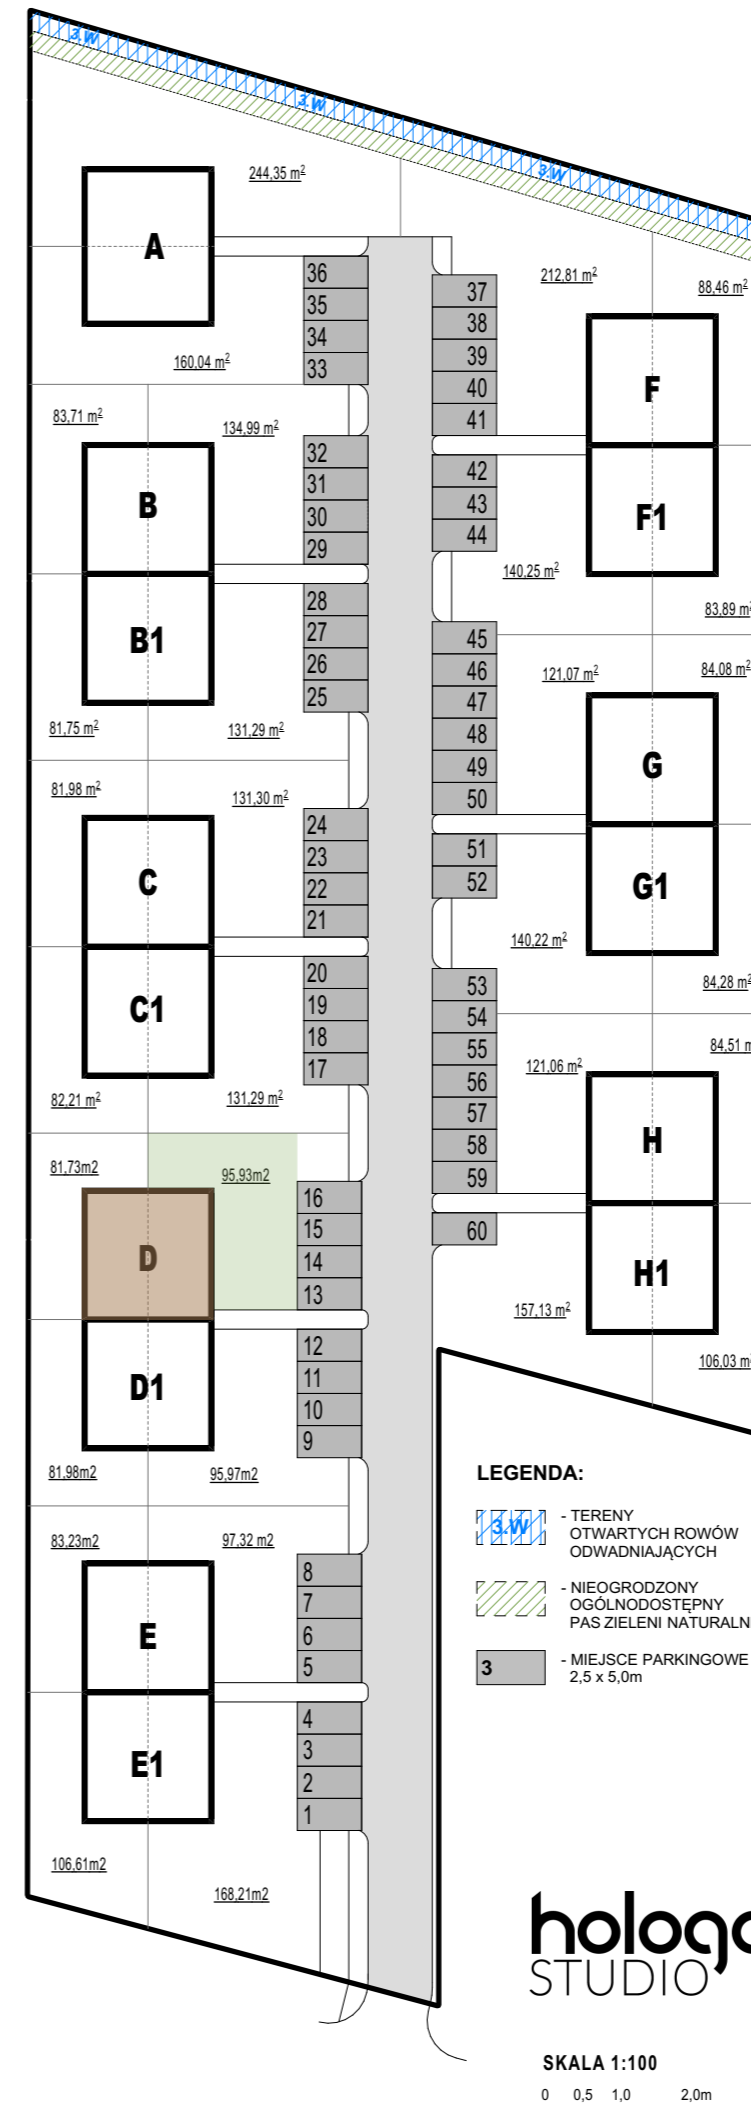 3.W
3.W
3.W
244,35 m²
A
160,04 m²
36
35
34
33
37
38
39
40
41
212,81 m²
88,46 m²
F
83,71 m²
134,99 m²
B
32
31
30
29
42
43
44
F1
140,25 m²
83,89 m²
B1
28
27
26
25
81,75 m²
131,29 m²
45
46
47
48
49
50
121,07 m²
84,08 m²
G
81,98 m²
131,30 m²
C
24
23
22
21
51
52
G1
140,22 m²
84,28 m²
C1
20
19
18
17
82,21 m²
131,29 m²
53
54
55
56
57
58
59
121,06 m²
84,51 m
H
81,73m2
95,93m2
D
16
15
14
13
60
H1
157,13 m²
106,03 m
D1
12
11
10
9
81,98m2
95,97m2
83,23m2
97,32 m2
E
8
7
6
5
E1
4
3
2
1
106,61m2
168,21m2
LEGENDA:
3.W
- TERENY
OTWARTYCH ROWÓW
ODWADNIAJĄCYCH
- NIEOGRODZONY
OGÓLNODOSTĘPNY
PAS ZIELENI NATURALN
3
- MIEJSCE PARKINGOWE
2,5 x 5,0m
hologa
STUDIO
SKALA 1:100
0 0,5 1,0 2,0m